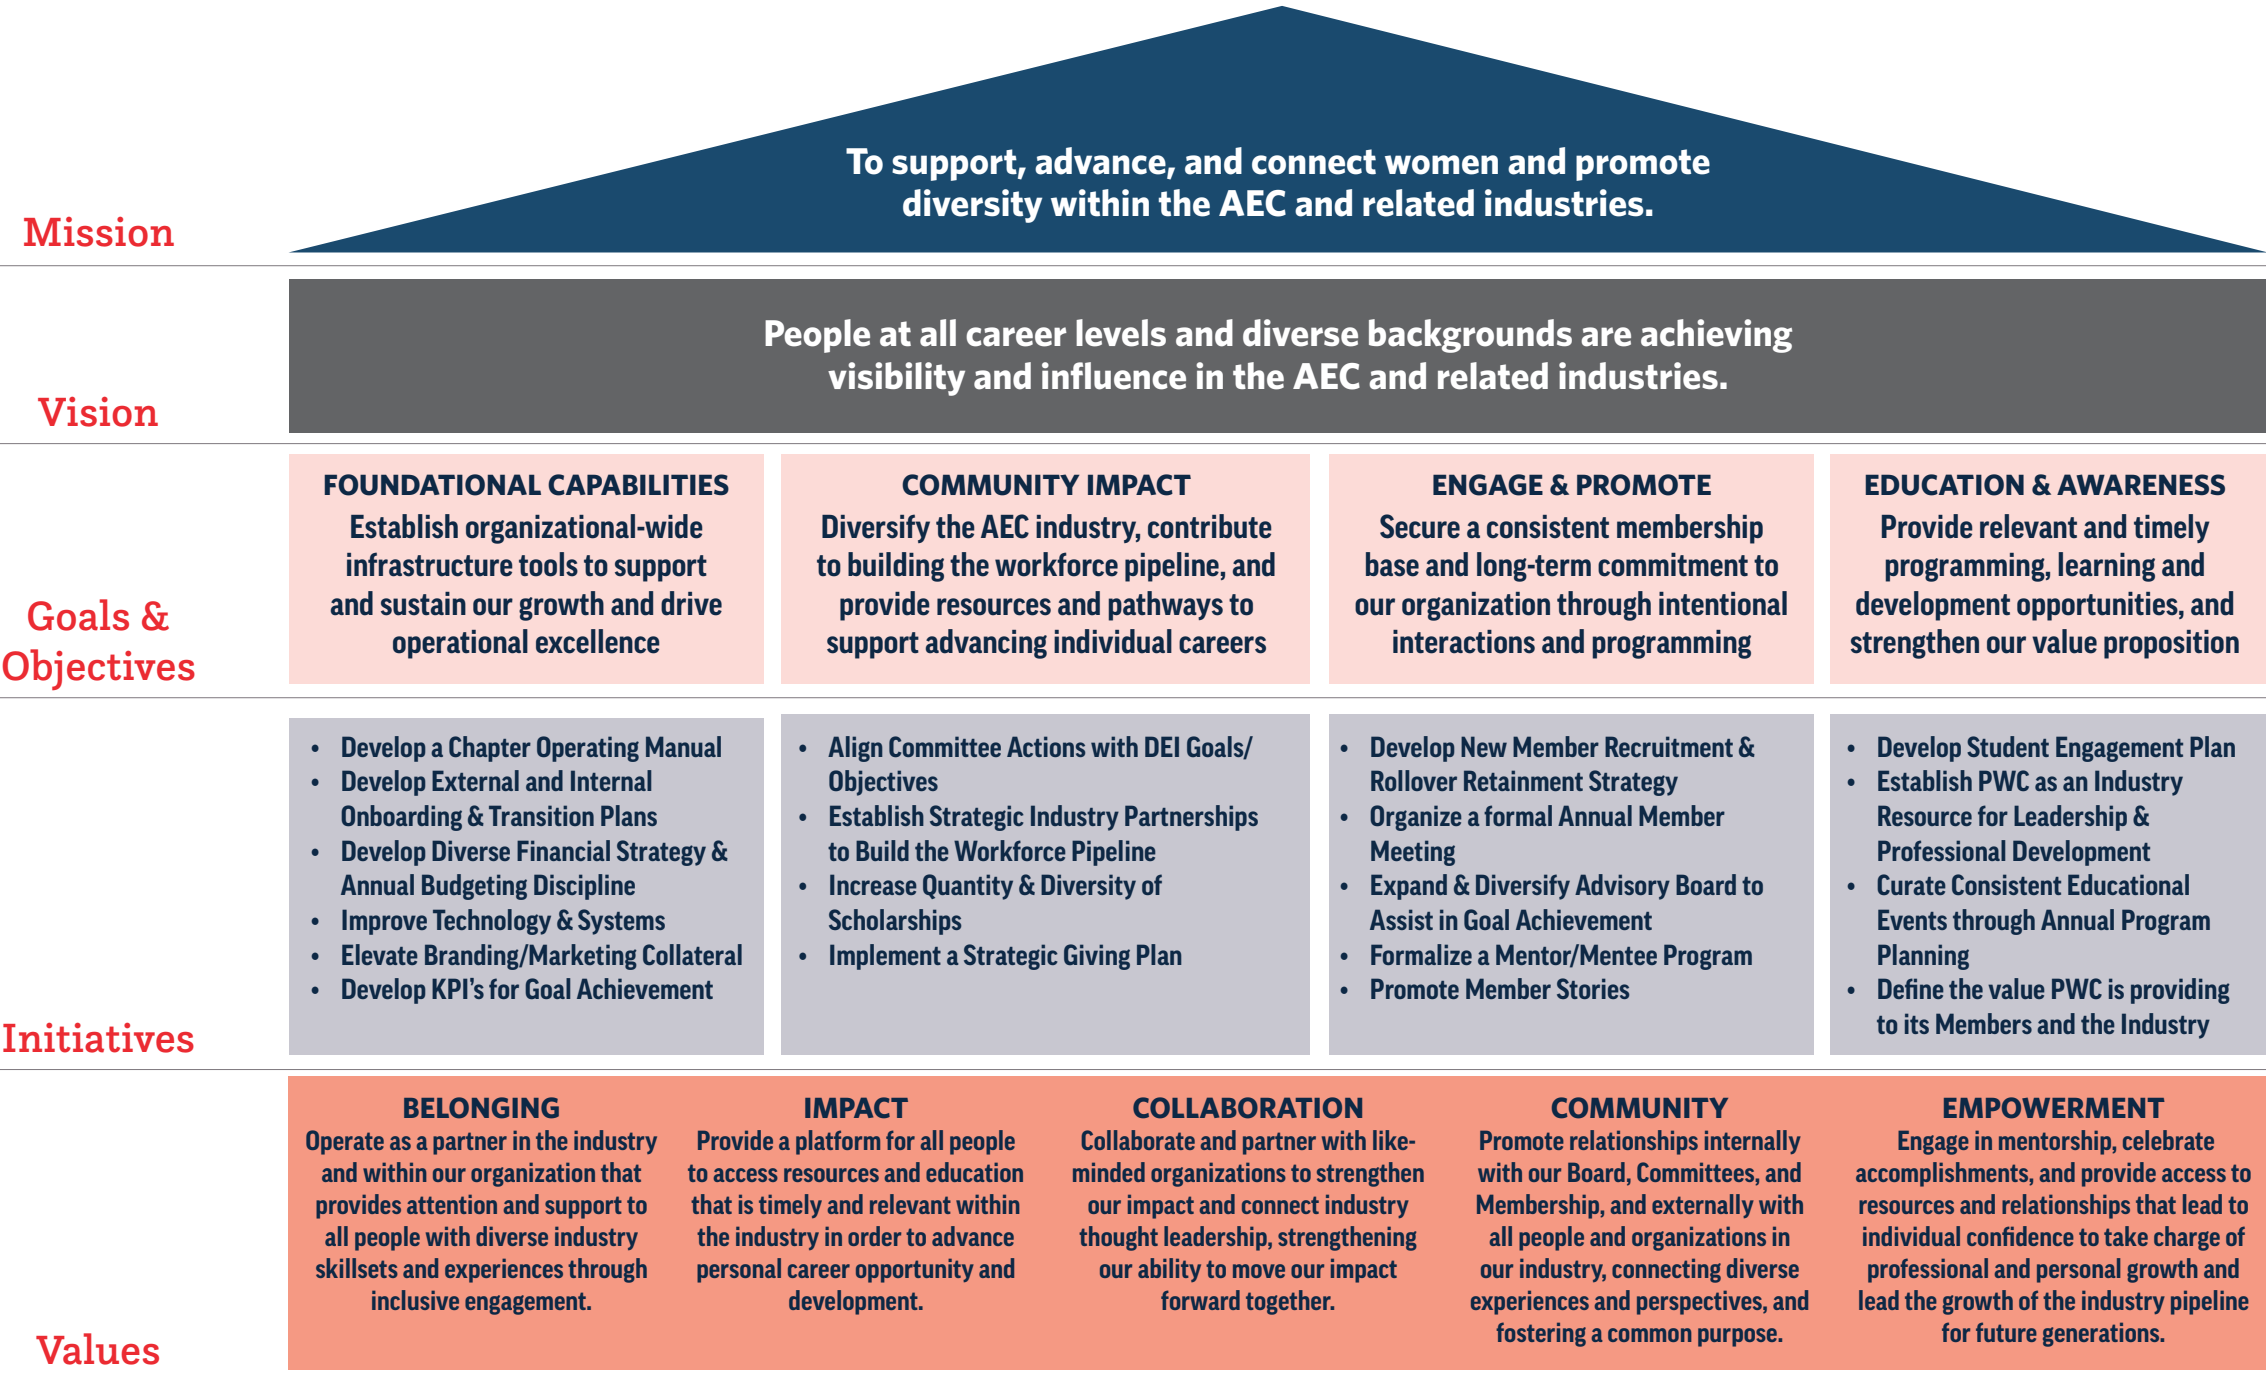 To support, advance, and connect women and promote
diversity within the AEC and related industries.
Mission
People at all career levels and diverse backgrounds are achieving
visibility and influence in the AEC and related industries.
Vision
FOUNDATIONAL CAPABILITIES
Establish organizational-wide
infrastructure tools to support
and sustain our growth and drive
operational excellence
COMMUNITY IMPACT
Diversify the AEC industry, contribute
to building the workforce pipeline, and
provide resources and pathways to
support advancing individual careers
ENGAGE & PROMOTE
Secure a consistent membership
base and long-term commitment to
our organization through intentional
interactions and programming
EDUCATION & AWARENESS
Provide relevant and timely
programming, learning and
development opportunities, and
strengthen our value proposition
Goals &
Objectives
• Develop a Chapter Operating Manual
• Develop External and Internal
Onboarding & Transition Plans
• Develop Diverse Financial Strategy &
Annual Budgeting Discipline
• Improve Technology & Systems
• Elevate Branding/Marketing Collateral
• Develop KPI's for Goal Achievement
• Align Committee Actions with DEI Goals/
Objectives
• Establish Strategic Industry Partnerships
to Build the Workforce Pipeline
• Increase Quantity & Diversity of
Scholarships
• Implement a Strategic Giving Plan
• Develop New Member Recruitment &
Rollover Retainment Strategy
• Organize a formal Annual Member
Meeting
• Expand & Diversify Advisory Board to
Assist in Goal Achievement
• Formalize a Mentor/Mentee Program
• Promote Member Stories
• Develop Student Engagement Plan
• Establish PWC as an Industry
Resource for Leadership &
Professional Development
• Curate Consistent Educational
Events through Annual Program
Planning
• Define the value PWC is providing
to its Members and the Industry
Initiatives
BELONGING
Operate as a partner in the industry
and within our organization that
provides attention and support to
all people with diverse industry
skillsets and experiences through
inclusive engagement.
IMPACT
Provide a platform for all people
to access resources and education
that is timely and relevant within
the industry in order to advance
personal career opportunity and
development.
COLLABORATION
Collaborate and partner with like-
minded organizations to strengthen
our impact and connect industry
thought leadership, strengthening
our ability to move our impact
forward together.
COMMUNITY
Promote relationships internally
with our Board, Committees, and
Membership, and externally with
all people and organizations in
our industry, connecting diverse
experiences and perspectives, and
fostering a common purpose.
EMPOWERMENT
Engage in mentorship, celebrate
accomplishments, and provide access to
resources and relationships that lead to
individual confidence to take charge of
professional and personal growth and
lead the growth of the industry pipeline
for future generations.
Values